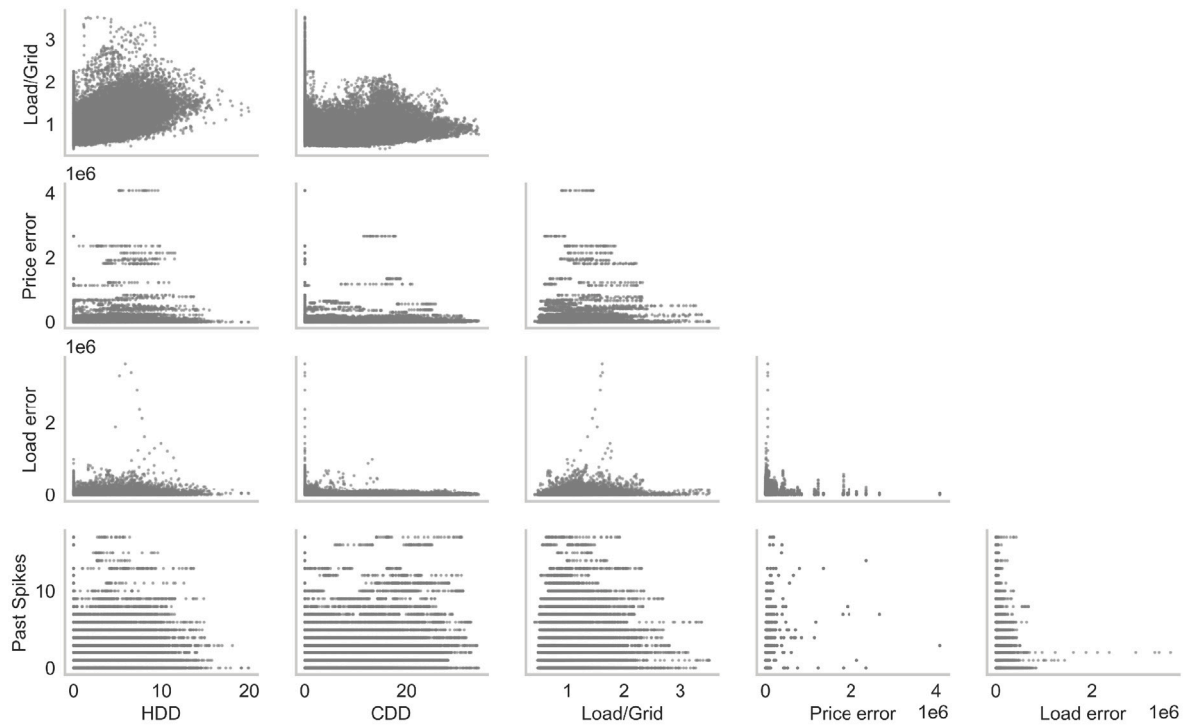 Load/Grid
3
2
1
1e6
Price error
4
2
0
1e6
Load error
2
0
Past Spikes
10
0
0 10 20
HDD
0 20
CDD
1 2 3
Load/Grid
0 2 4
Price error 1e6
0 2
Load error 1e6